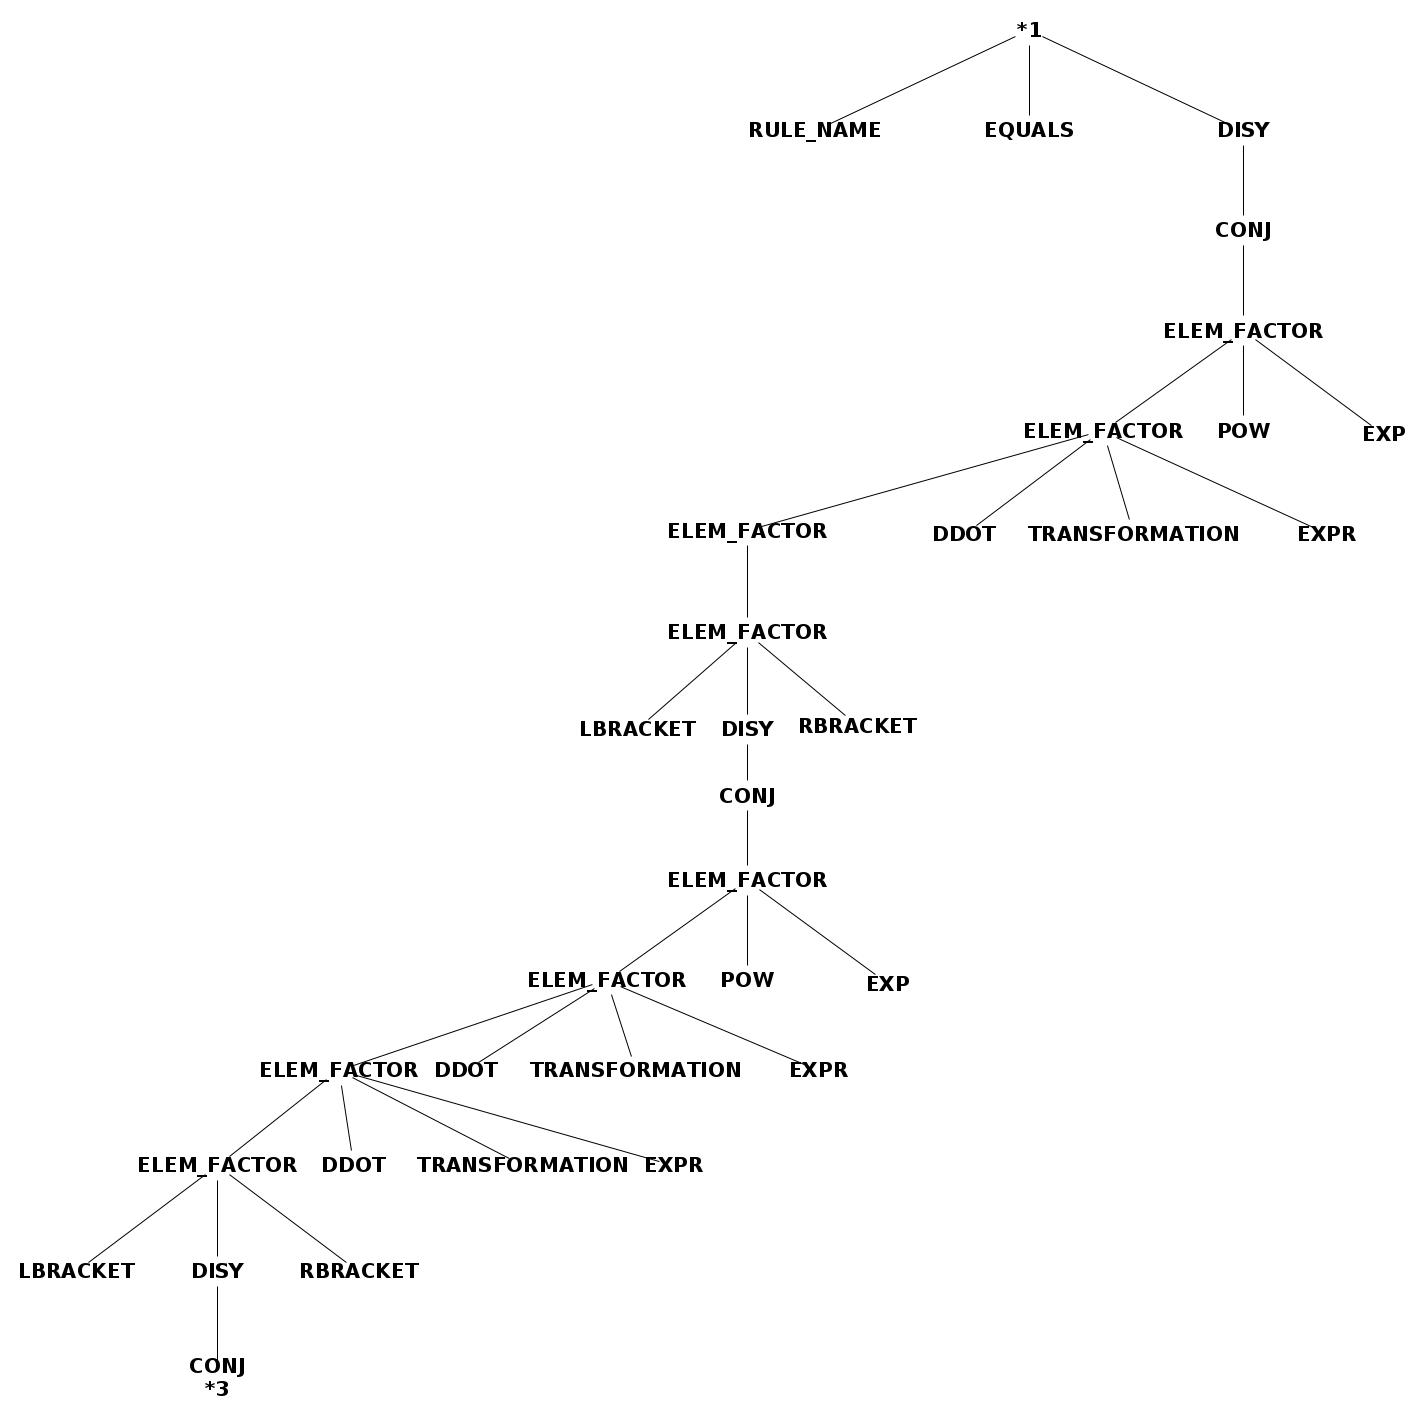 *1
RULE_NAME EQUALS DISY
CONJ
ELEM_FACTOR
ELEM_FACTOR POW EXP
ELEM_FACTOR DDOT TRANSFORMATION EXPR
ELEM_FACTOR
LBRACKET DISY RBRACKET
CONJ
ELEM_FACTOR
ELEM_FACTOR POW EXP
ELEM_FACTOR DDOT TRANSFORMATION EXPR
ELEM_FACTOR DDOT TRANSFORMATION EXPR
LBRACKET DISY RBRACKET
CONJ
*3